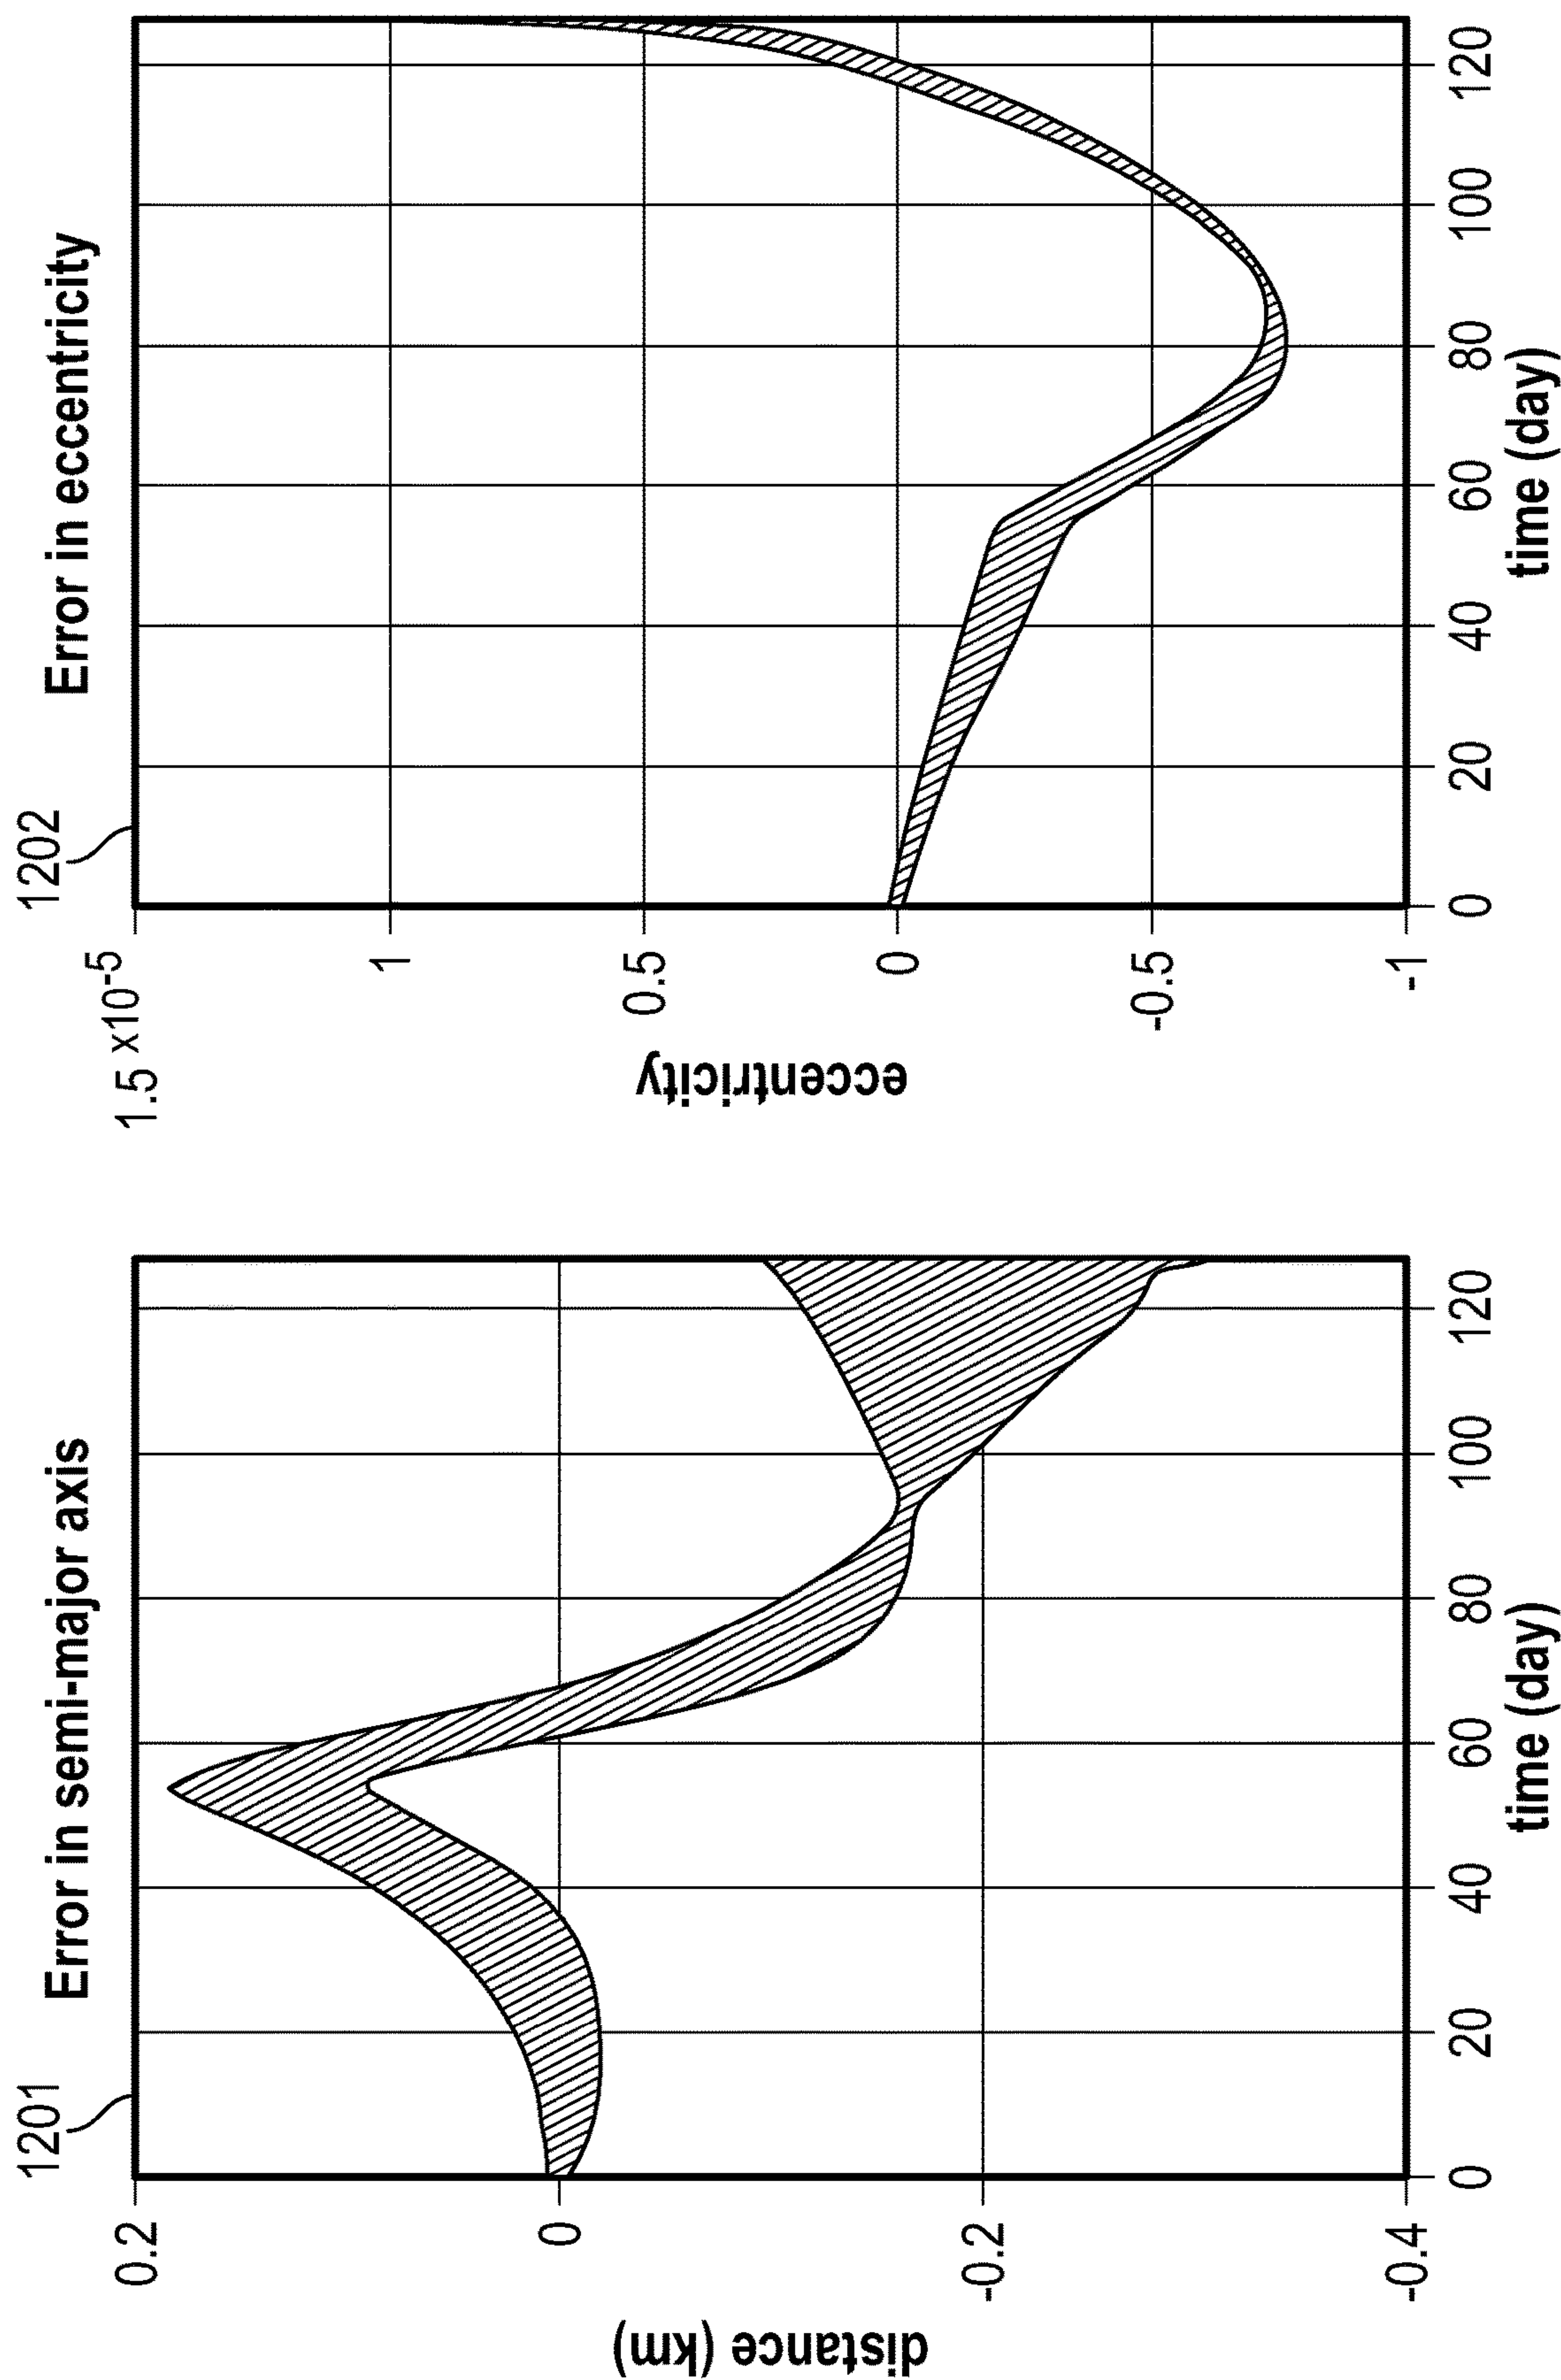 1201
Error in semi-major axis
distance (km)
0.2
0
-0.2
-0.4
0 20 40 60 80 100 120
time (day)
1202
Error in eccentricity
eccentricity
1.5 x10-5
1
0.5
0
-0.5
-1
0 20 40 60 80 100 120
time (day)